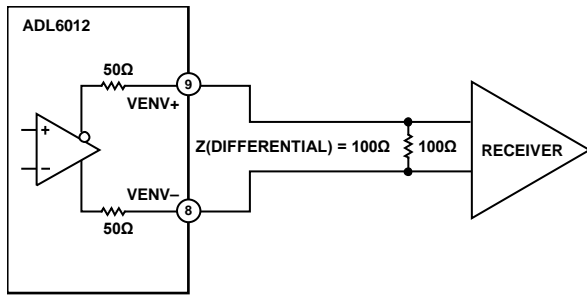 ADL6012
50Ω
9
VENV+
+
Z(DIFFERENTIAL) = 100Ω
100Ω
RECEIVER
–
VENV–
8
50Ω